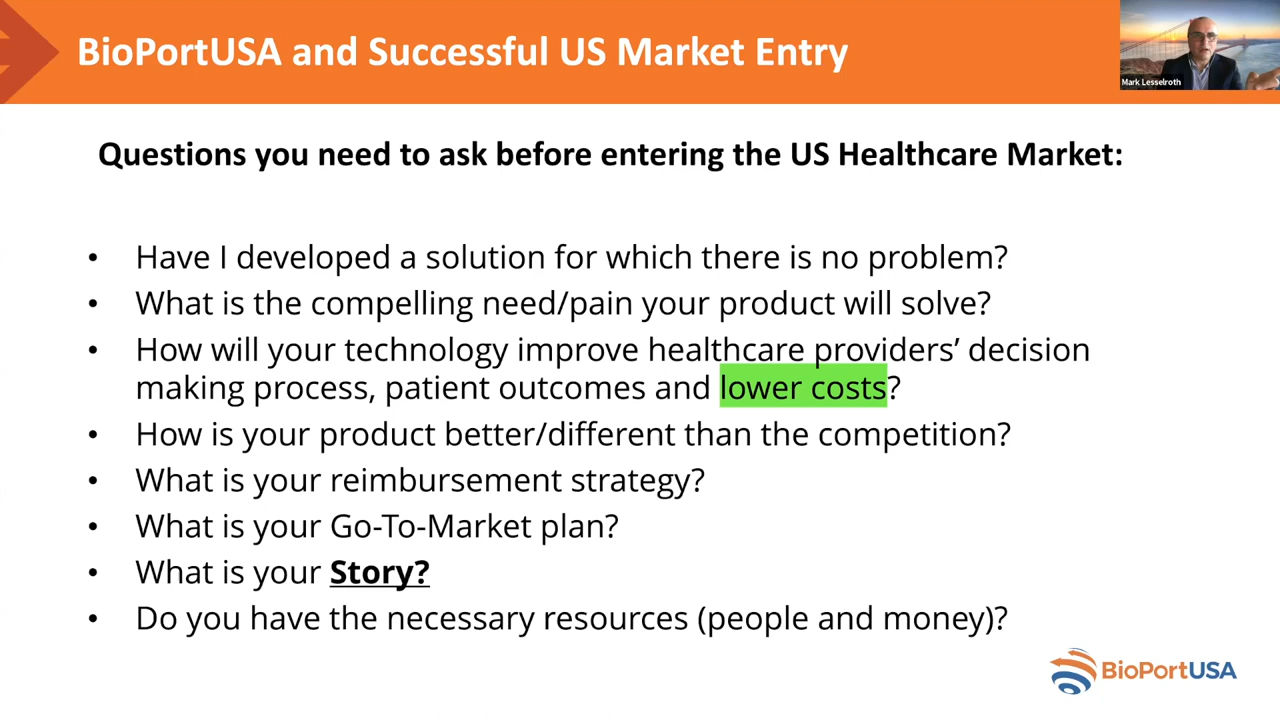 BioPortUSA and Successful US Market Entry
Mark Lesselroth
Questions you need to ask before entering the US Healthcare Market:
• Have I developed a solution for which there is no problem?
• What is the compelling need/pain your product will solve?
• How will your technology improve healthcare providers’ decision
making process, patient outcomes and lower costs?
• How is your product better/different than the competition?
• What is your reimbursement strategy?
• What is your Go-To-Market plan?
• What is your Story?
• Do you have the necessary resources (people and money)?
BioPortUSA